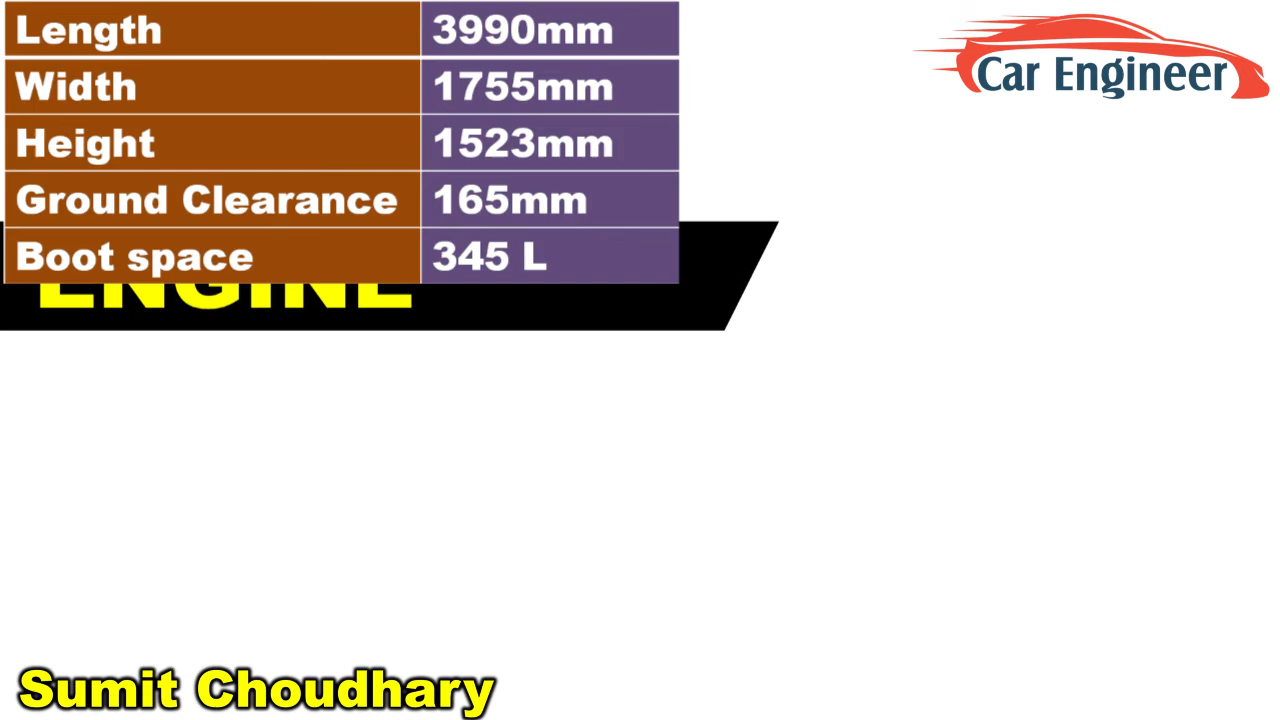 Length 3990mm
Car Engineer
Width 1755mm
Height 1523mm
Ground Clearance 165mm
Boot space 345 L
ENGINE
Sumit Choudhary